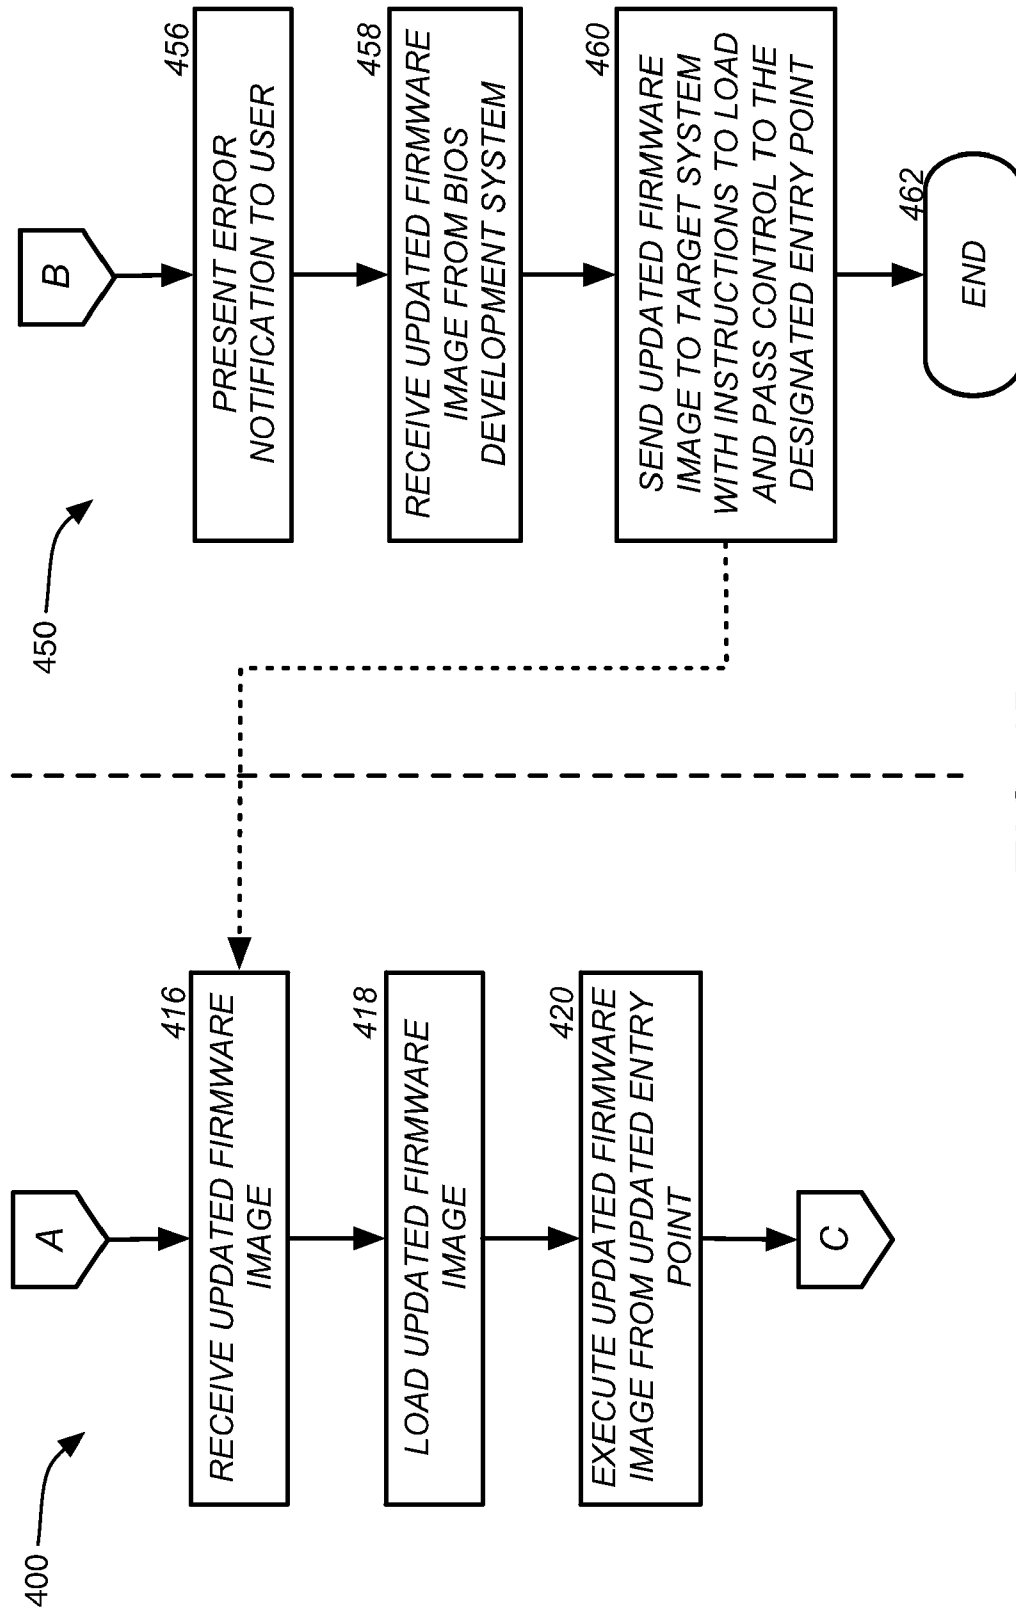 400
A
416
RECEIVE UPDATED FIRMWARE
IMAGE
418
LOAD UPDATED FIRMWARE
IMAGE
420
EXECUTE UPDATED FIRMWARE
IMAGE FROM UPDATED ENTRY
POINT
C
450
B
456
PRESENT ERROR
NOTIFICATION TO USER
458
RECEIVE UPDATED FIRMWARE
IMAGE FROM BIOS
DEVELOPMENT SYSTEM
460
SEND UPDATED FIRMWARE
IMAGE TO TARGET SYSTEM
WITH INSTRUCTIONS TO LOAD
AND PASS CONTROL TO THE
DESIGNATED ENTRY POINT
462
END